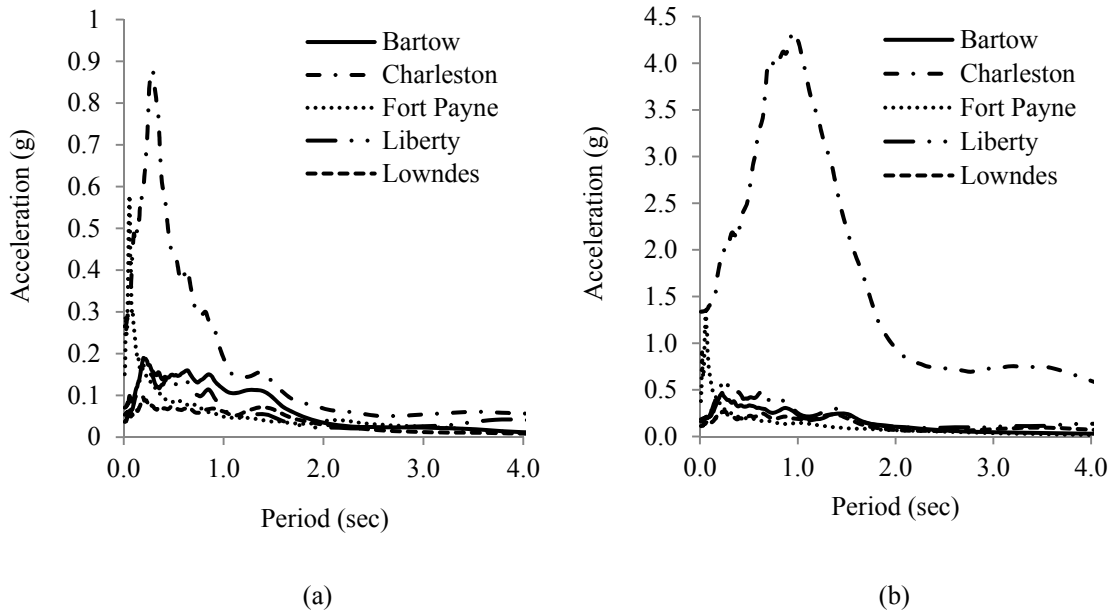 1
0.9
0.8
0.7
0.6
0.5
0.4
0.3
0.2
0.1
0
Acceleration (g)
Bartow
Charleston
Fort Payne
Liberty
Lowndes
0.0 1.0 2.0 3.0 4.0
Period (sec)
(a)
4.5
4.0
3.5
3.0
2.5
2.0
1.5
1.0
0.5
0.0
Acceleration (g)
Bartow
Charleston
Fort Payne
Liberty
Lowndes
0.0 1.0 2.0 3.0 4.0
Period (sec)
(b)